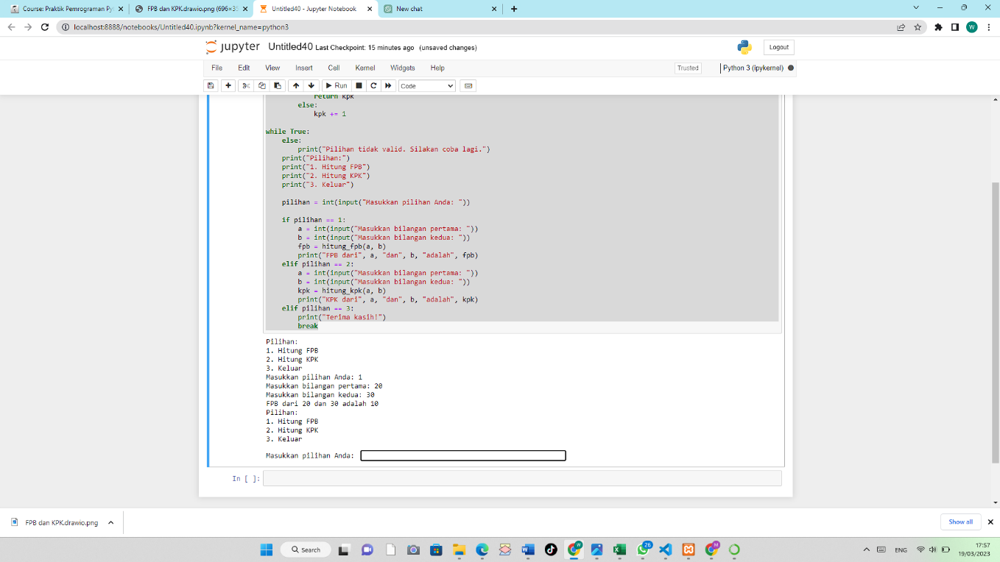 Course: Praktik Pemrograman Py
FPB dan KPK.drawio.png (696×35
Untitled40 - Jupyter Notebook
New chat
localhost:8888/notebooks/Untitled40.ipynb?kernel_name=python3
W
jupyter Untitled40 Last Checkpoint: 15 minutes ago (unsaved changes)
Logout
File Edit View Insert Cell Kernel Widgets Help
Trusted
Python 3 (ipykernel)
Run
Code
return kpk
else:
kpk += 1
while True:
else:
print("Pilihan tidak valid. Silakan coba lagi.")
print("Pilihan:")
print("1. Hitung FPB")
print("2. Hitung KPK")
print("3. Keluar")
pilihan = int(input("Masukkan pilihan Anda: "))
if pilihan == 1:
a = int(input("Masukkan bilangan pertama: "))
b = int(input("Masukkan bilangan kedua: "))
fpb = hitung_fpb(a, b)
print("FPB dari", a, "dan", b, "adalah", fpb)
elif pilihan == 2:
a = int(input("Masukkan bilangan pertama: "))
b = int(input("Masukkan bilangan kedua: "))
kpk = hitung_kpk(a, b)
print("KPK dari", a, "dan", b, "adalah", kpk)
elif pilihan == 3:
print("Terima kasih!")
break
Pilihan:
1. Hitung FPB
2. Hitung KPK
3. Keluar
Masukkan pilihan Anda: 1
Masukkan bilangan pertama: 20
Masukkan bilangan kedua: 30
FPB dari 20 dan 30 adalah 10
Pilihan:
1. Hitung FPB
2. Hitung KPK
3. Keluar
Masukkan pilihan Anda:
In [ ]:
FPB dan KPK.drawio.png
Show all
Search
W
26
M
ENG
17:57
19/03/2023